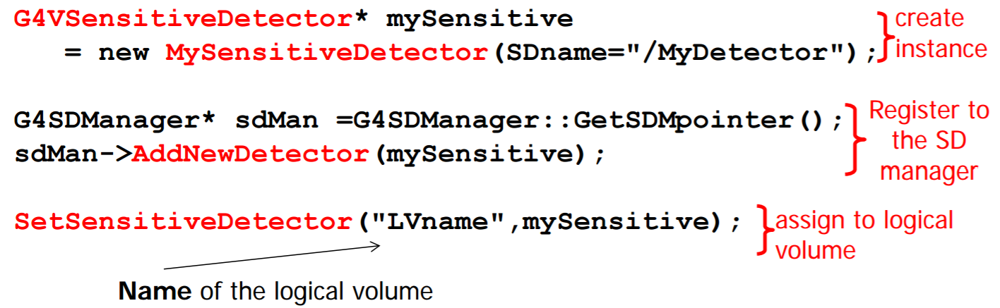 G4VSensitiveDetector* mySensitive
= new MySensitiveDetector(SDname="/MyDetector");
create
instance
G4SDManager* sdMan =G4SDManager::GetSDMpointer();
sdMan->AddNewDetector(mySensitive);
Register to
the SD
manager
SetSensitiveDetector("LVname",mySensitive);
assign to logical
volume
Name of the logical volume